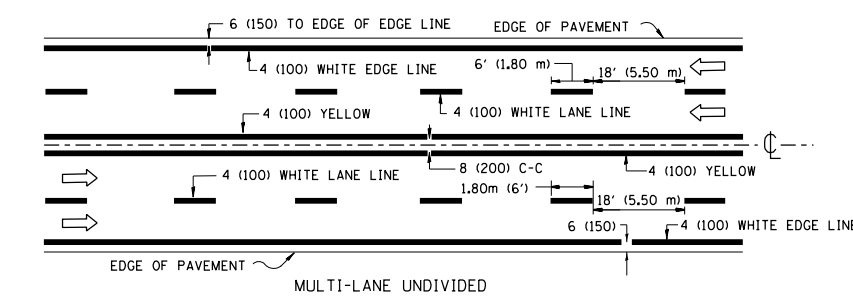 6 (150) TO EDGE OF EDGE LINE
EDGE OF PAVEMENT
4 (100) WHITE EDGE LINE
6' (1.80 m)
18' (5.50 m)
4 (100) YELLOW
4 (100) WHITE LANE LINE
℄
4 (100) WHITE LANE LINE
8 (200) C-C
4 (100) YELLOW
1.80m (6')
18' (5.50 m)
6 (150)
4 (100) WHITE EDGE LINE
EDGE OF PAVEMENT
MULTI-LANE UNDIVIDED